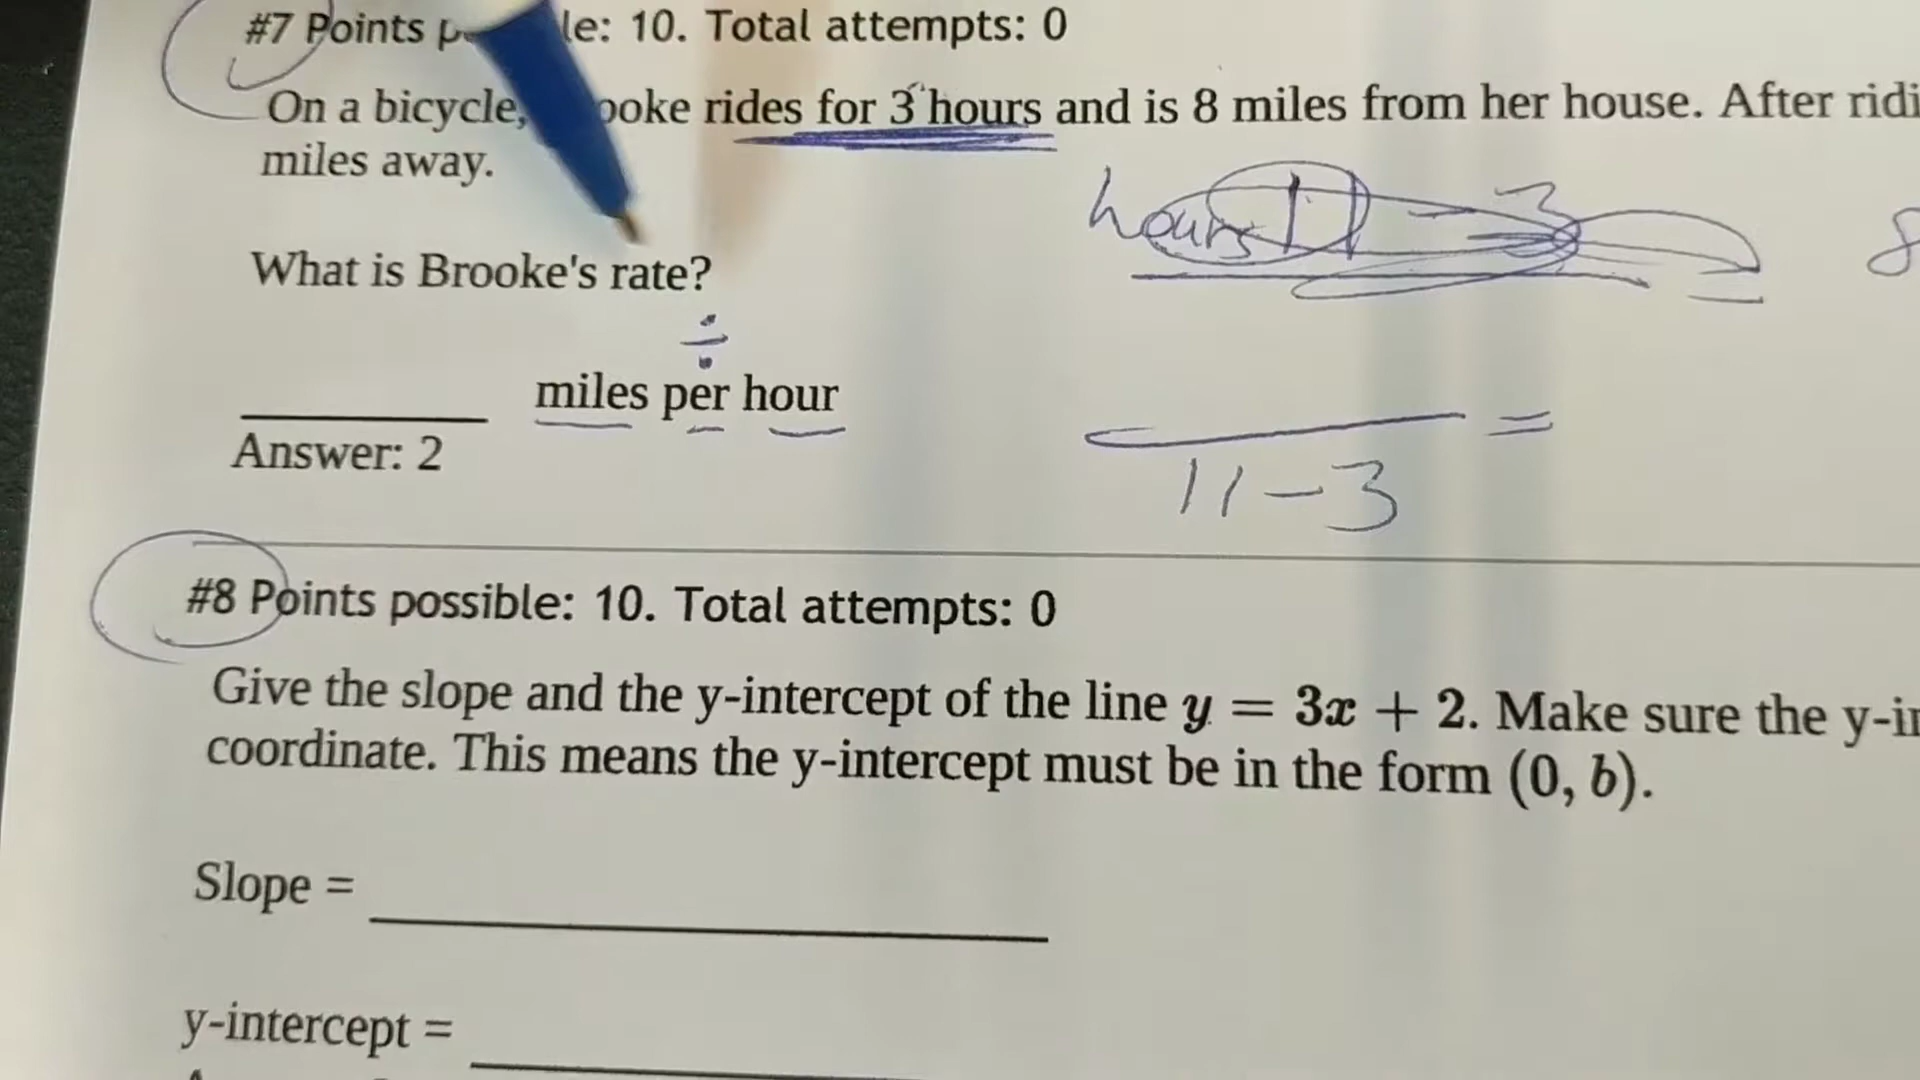 #7 Points le: 10. Total attempts: 0
On a bicycle, ooke rides for 3 hours and is 8 miles from her house. After ridi
miles away.
hours 11 - 3 =
8
What is Brooke's rate?
÷
miles per hour
=
11-3
Answer: 2
#8 Points possible: 10. Total attempts: 0
Give the slope and the y-intercept of the line y = 3x + 2. Make sure the y-in
coordinate. This means the y-intercept must be in the form (0, b).
Slope =
y-intercept =